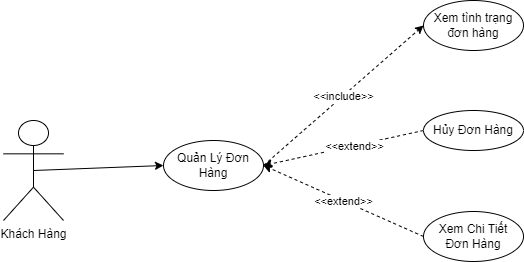 Xem tình trạng
đơn hàng
<<include>>
Hủy Đơn Hàng
<<extend>>
Quản Lý Đơn
Hàng
<<extend>>
Khách Hàng
Xem Chi Tiết
Đơn Hàng